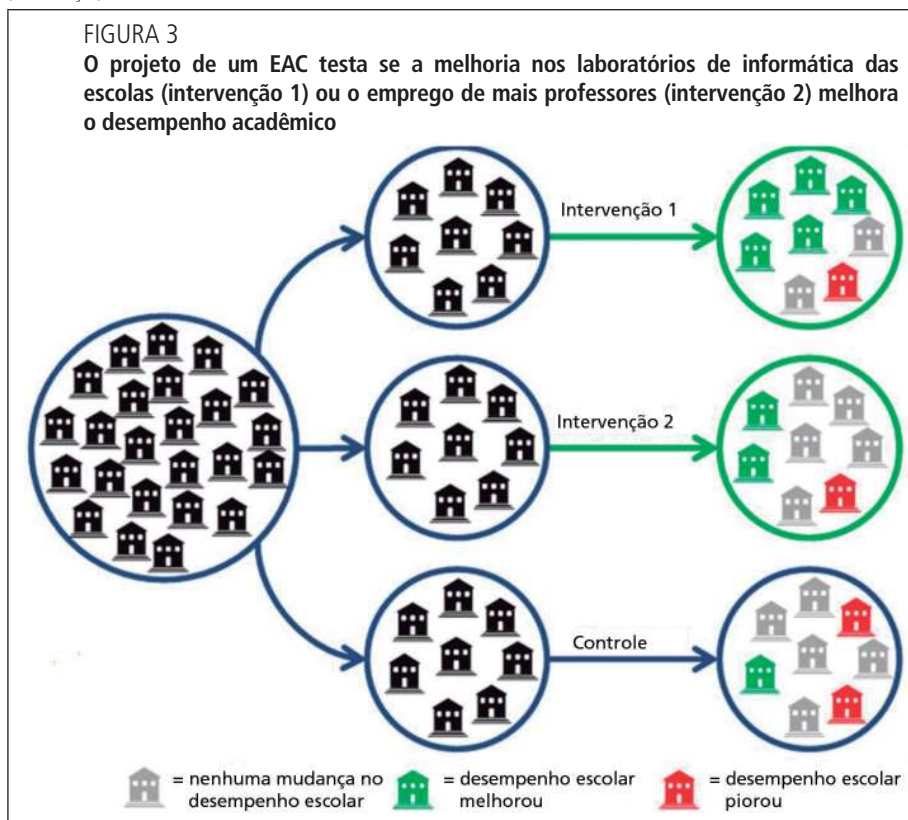 FIGURA 3
O projeto de um EAC testa se a melhoria nos laboratórios de informática das
escolas (intervenção 1) ou o emprego de mais professores (intervenção 2) melhora
o desempenho acadêmico
Intervenção 1
Intervenção 2
Controle
= nenhuma mudança no
desempenho escolar
= desempenho escolar
melhorou
= desempenho escolar
piorou